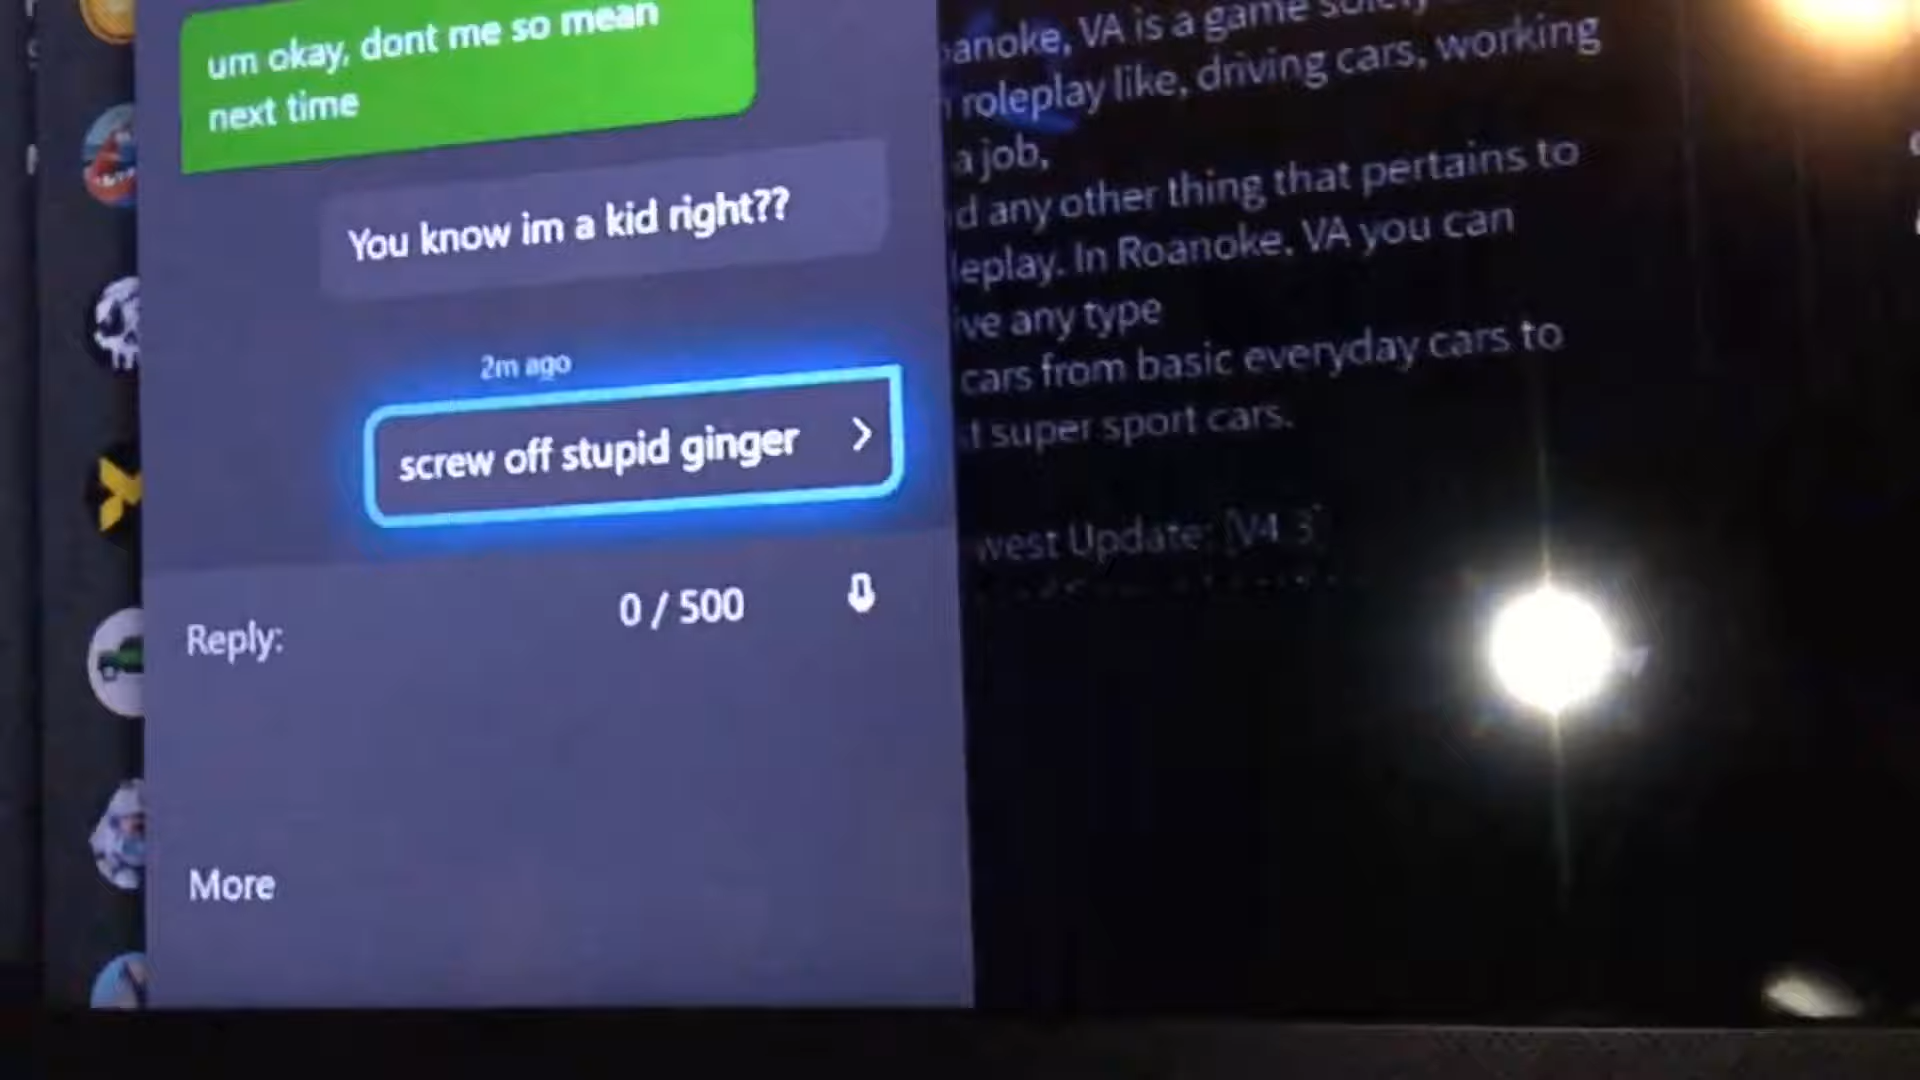 um okay, dont me so mean
next time
You know im a kid right??
2m ago
screw off stupid ginger
Reply:
0 / 500
More
anoke, VA is a game
roleplay like, driving cars, working
a job,
d any other thing that pertains to
eplay. In Roanoke, VA you can
ve any type
cars from basic everyday cars to
super sport cars.
west Update: [V4.3]